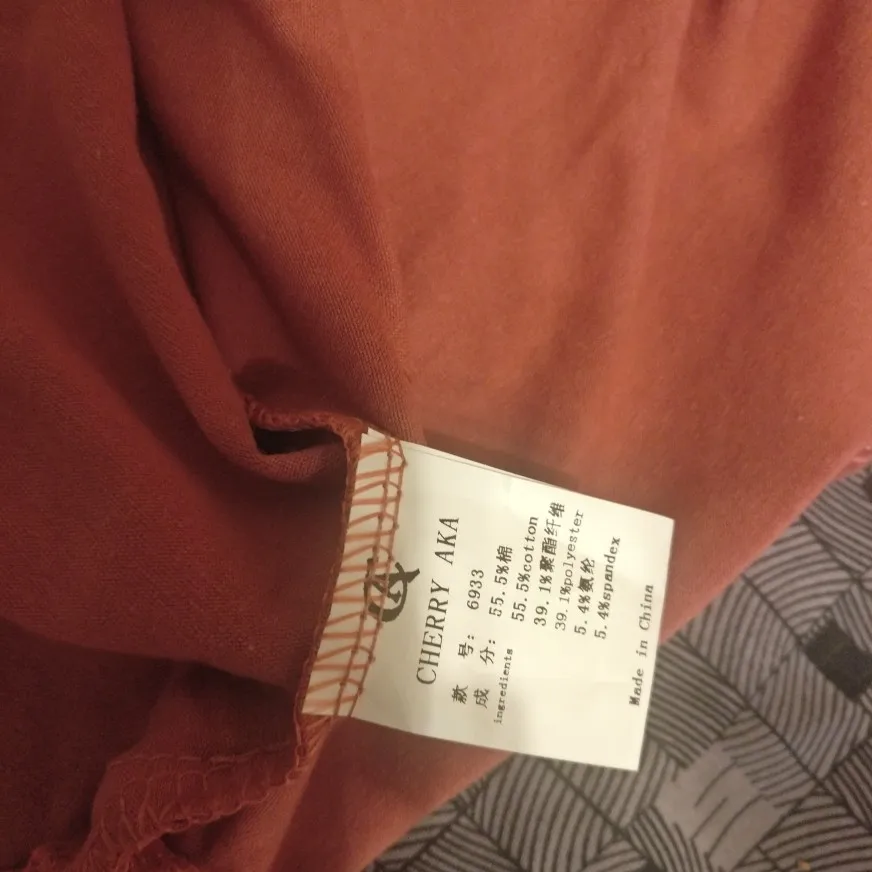 CHERRY AKA
款 号: 6933
成 分: 55.5%棉
ingredients 55.5%cotton
39.1%聚酯纤维
39.1%polyester
5.4%氨纶
5.4%spandex
Made in China